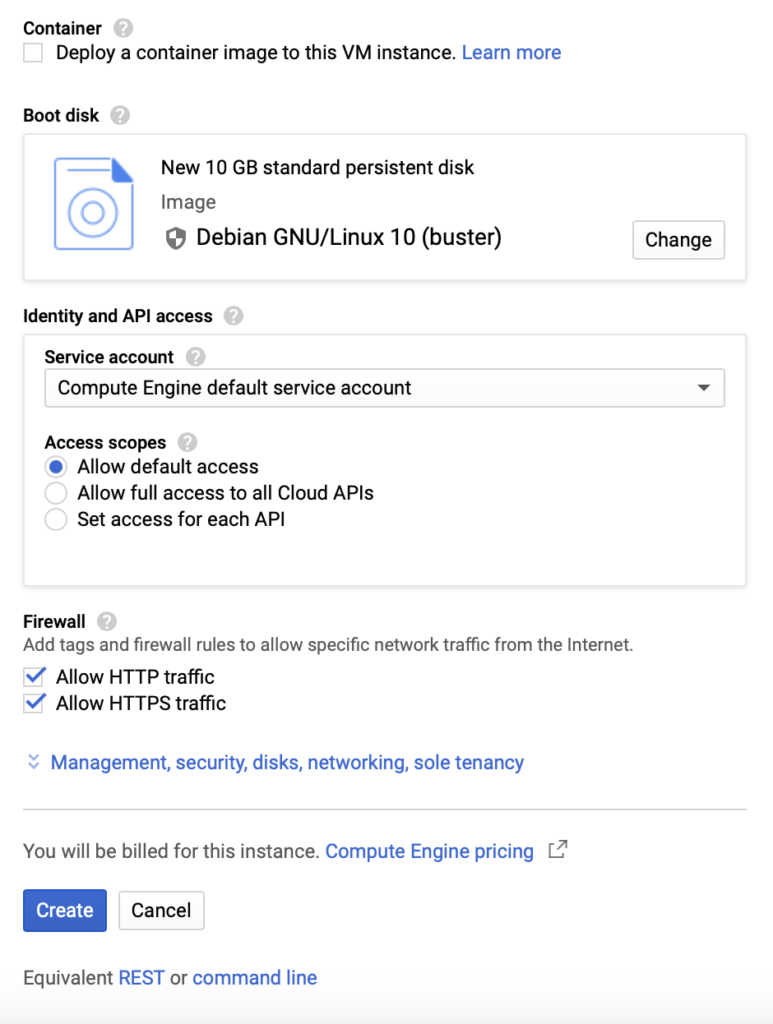 Container ?
Deploy a container image to this VM instance. Learn more
Boot disk ?
New 10 GB standard persistent disk
Image
Debian GNU/Linux 10 (buster)
Change
Identity and API access ?
Service account ?
Compute Engine default service account
Access scopes ?
Allow default access
Allow full access to all Cloud APIs
Set access for each API
Firewall ?
Add tags and firewall rules to allow specific network traffic from the Internet.
Allow HTTP traffic
Allow HTTPS traffic
Management, security, disks, networking, sole tenancy
You will be billed for this instance. Compute Engine pricing
Create Cancel
Equivalent REST or command line